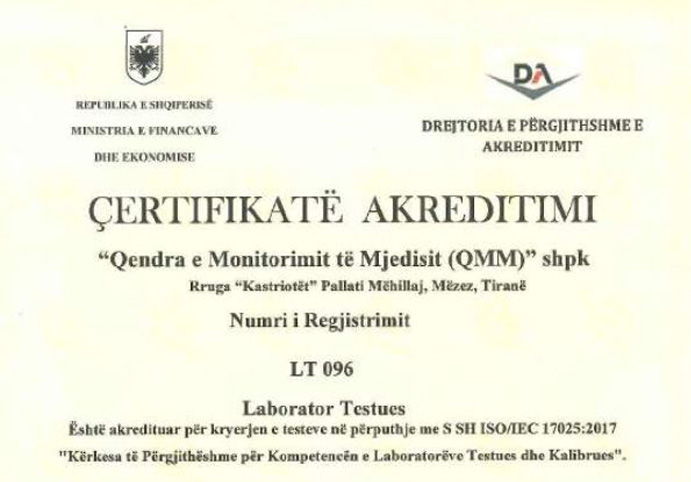 REPUBLIKA E SHQIPERISË
MINISTRIA E FINANCAVE
DHE EKONOMISE
DA
DREJTORIA E PËRGJITHSHME E
AKREDITIMIT
ÇERTIFIKATË AKREDITIMI
“Qendra e Monitorimit të Mjedisit (QMM)” shpk
Rruga “Kastriotët” Pallati Mëhillaj, Mëzez, Tiranë
Numri i Regjistrimit
LT 096
Laborator Testues
Është akredituar për kryerjen e testeve në përputhje me S SH ISO/IEC 17025:2017
"Kërkesa të Përgjithëshme për Kompetencën e Laboratorëve Testues dhe Kalibrues".